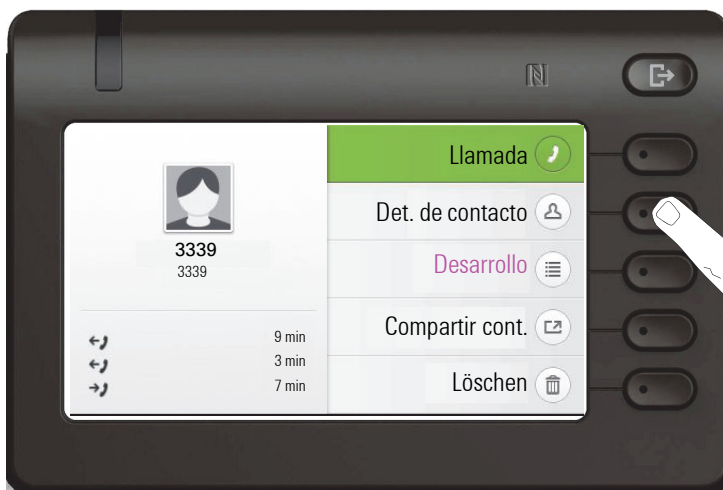 Llamada
Det. de contacto
3339
3339
Desarrollo
Compartir cont.
9 min
3 min
7 min
Löschen